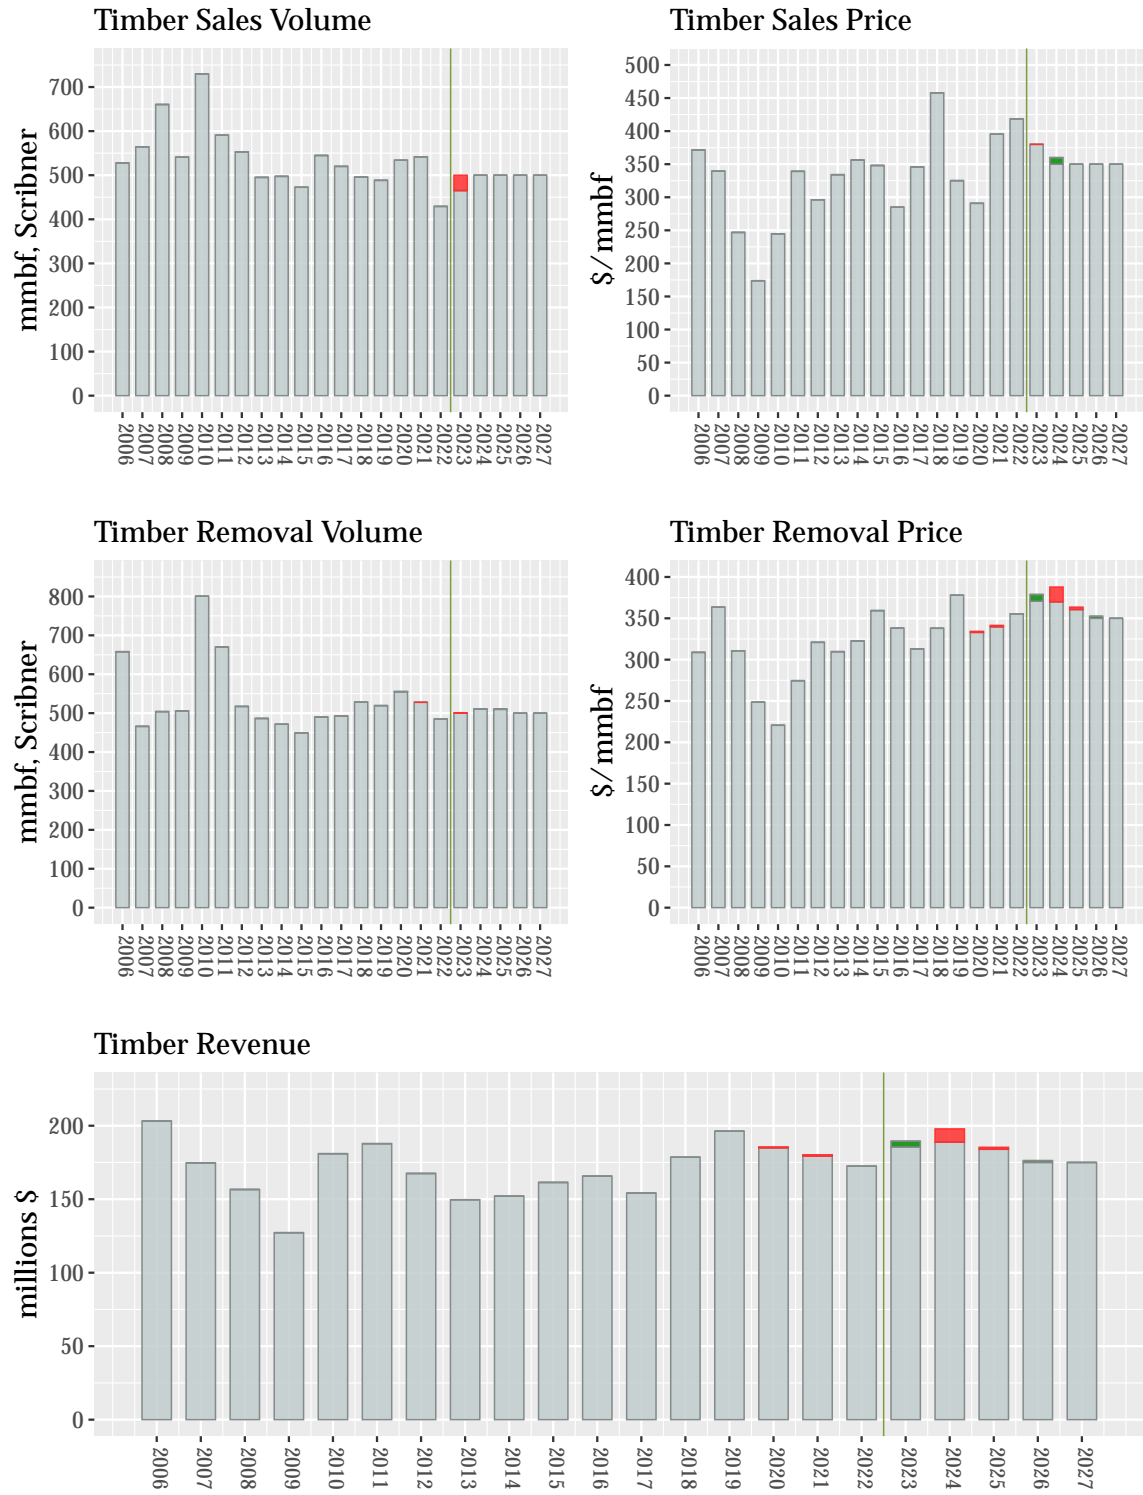 Timber Sales Volume
mmbf, Scribner
700
600
500
400
300
200
100
0
2006 2007 2008 2009 2010 2011 2012 2013 2014 2015 2016 2017 2018 2019 2020 2021 2022 2023 2024 2025 2026 2027
Timber Sales Price
$/mmbf
500
450
400
350
300
250
200
150
100
50
0
2006 2007 2008 2009 2010 2011 2012 2013 2014 2015 2016 2017 2018 2019 2020 2021 2022 2023 2024 2025 2026 2027
Timber Removal Volume
mmbf, Scribner
800
700
600
500
400
300
200
100
0
2006 2007 2008 2009 2010 2011 2012 2013 2014 2015 2016 2017 2018 2019 2020 2021 2022 2023 2024 2025 2026 2027
Timber Removal Price
$/mmbf
400
350
300
250
200
150
100
50
0
2006 2007 2008 2009 2010 2011 2012 2013 2014 2015 2016 2017 2018 2019 2020 2021 2022 2023 2024 2025 2026 2027
Timber Revenue
millions $
200
150
100
50
0
2006 2007 2008 2009 2010 2011 2012 2013 2014 2015 2016 2017 2018 2019 2020 2021 2022 2023 2024 2025 2026 2027